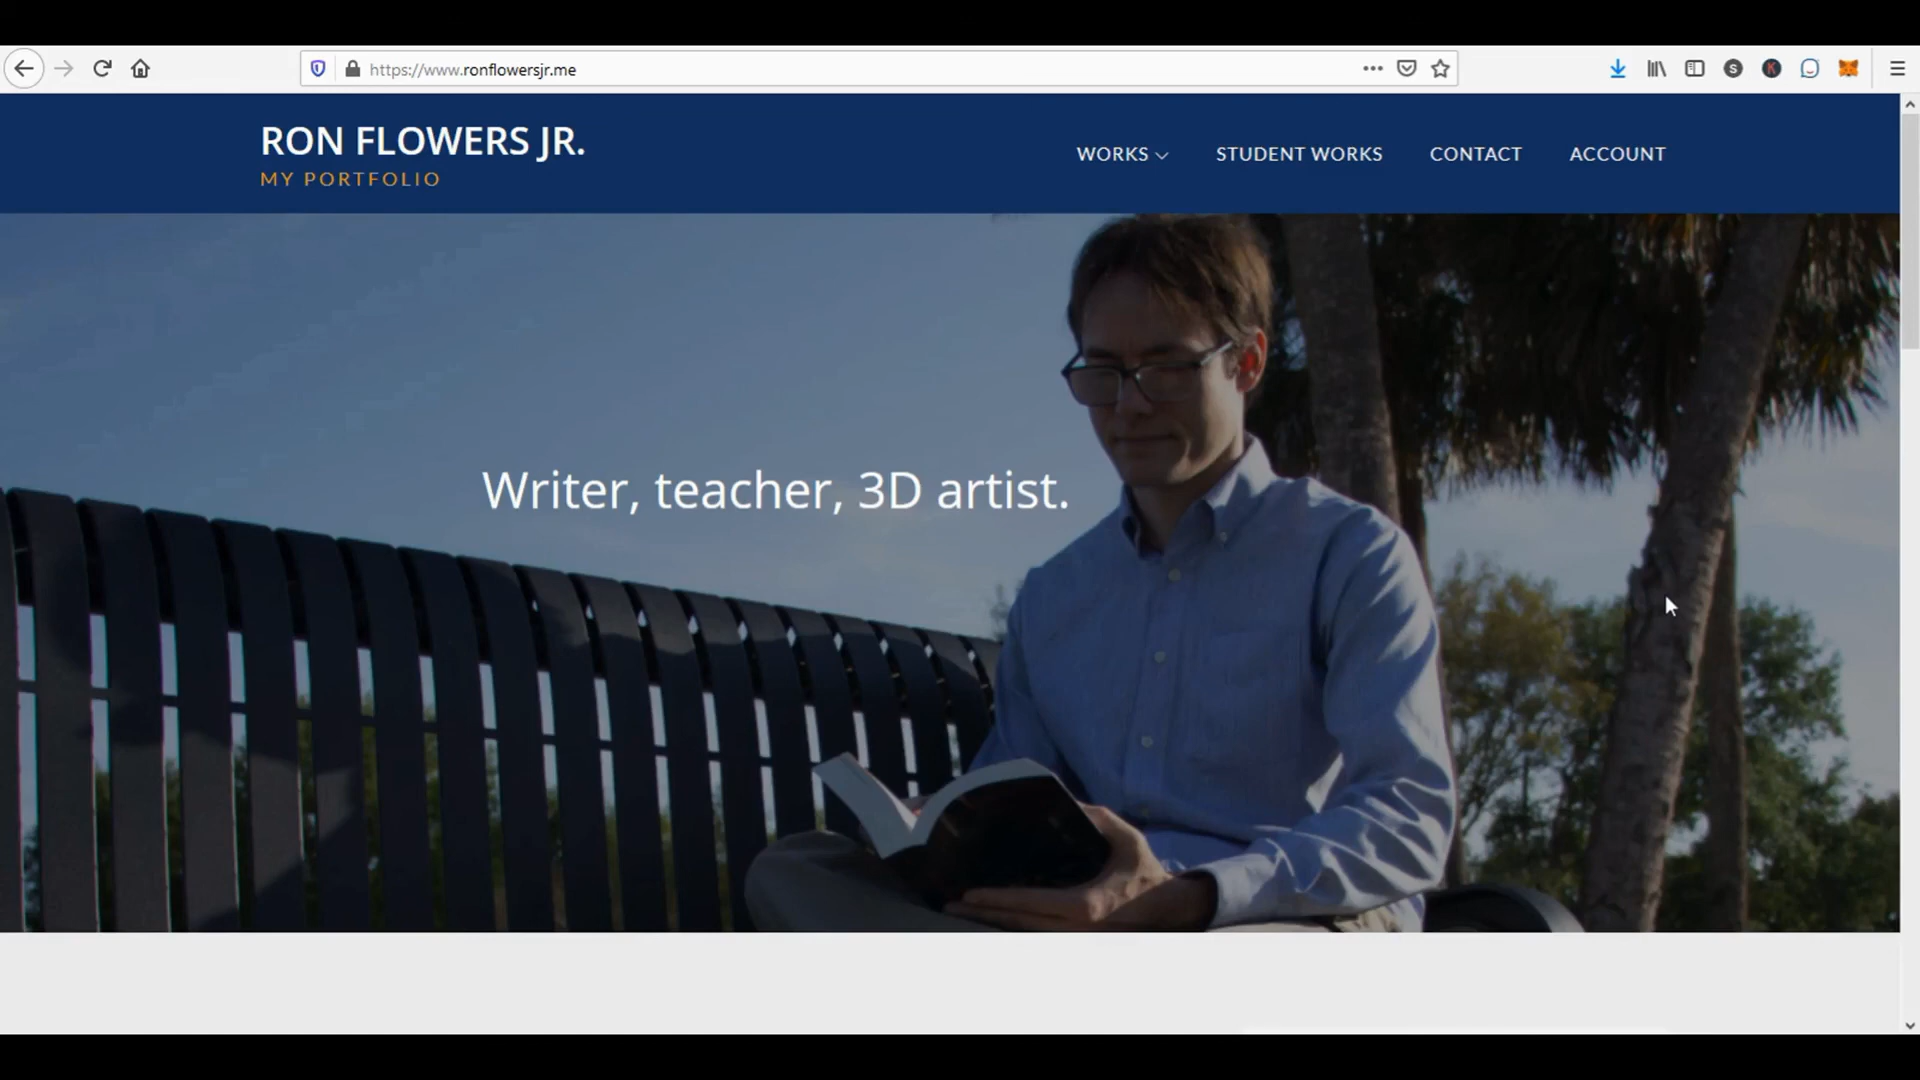 https://www.ronflowersjr.me
S
K
RON FLOWERS JR.
MY PORTFOLIO
WORKS
STUDENT WORKS
CONTACT
ACCOUNT
Writer, teacher, 3D artist.